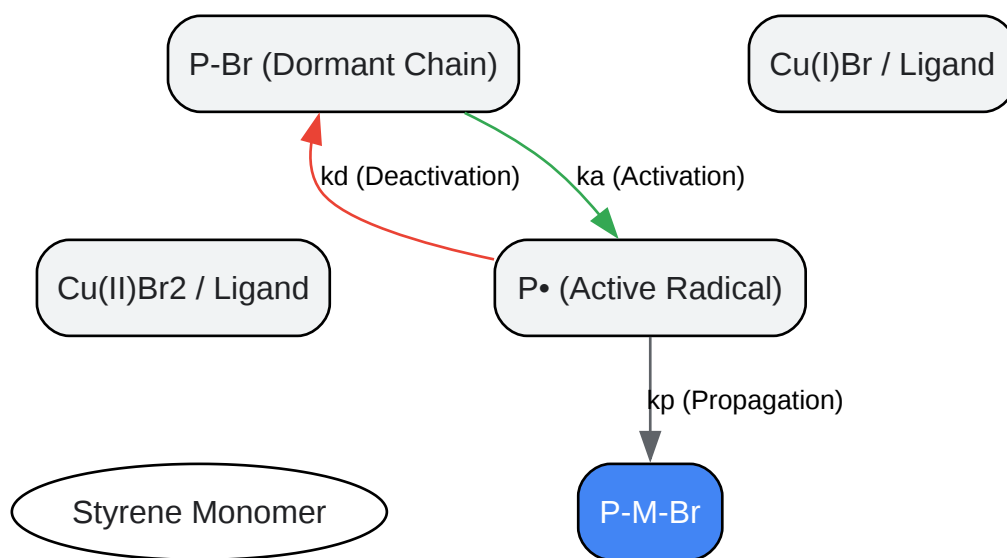 P-Br (Dormant Chain)
Cu(I)Br / Ligand
kd (Deactivation)
ka (Activation)
Cu(II)Br2 / Ligand
P• (Active Radical)
kp (Propagation)
Styrene Monomer
P-M-Br